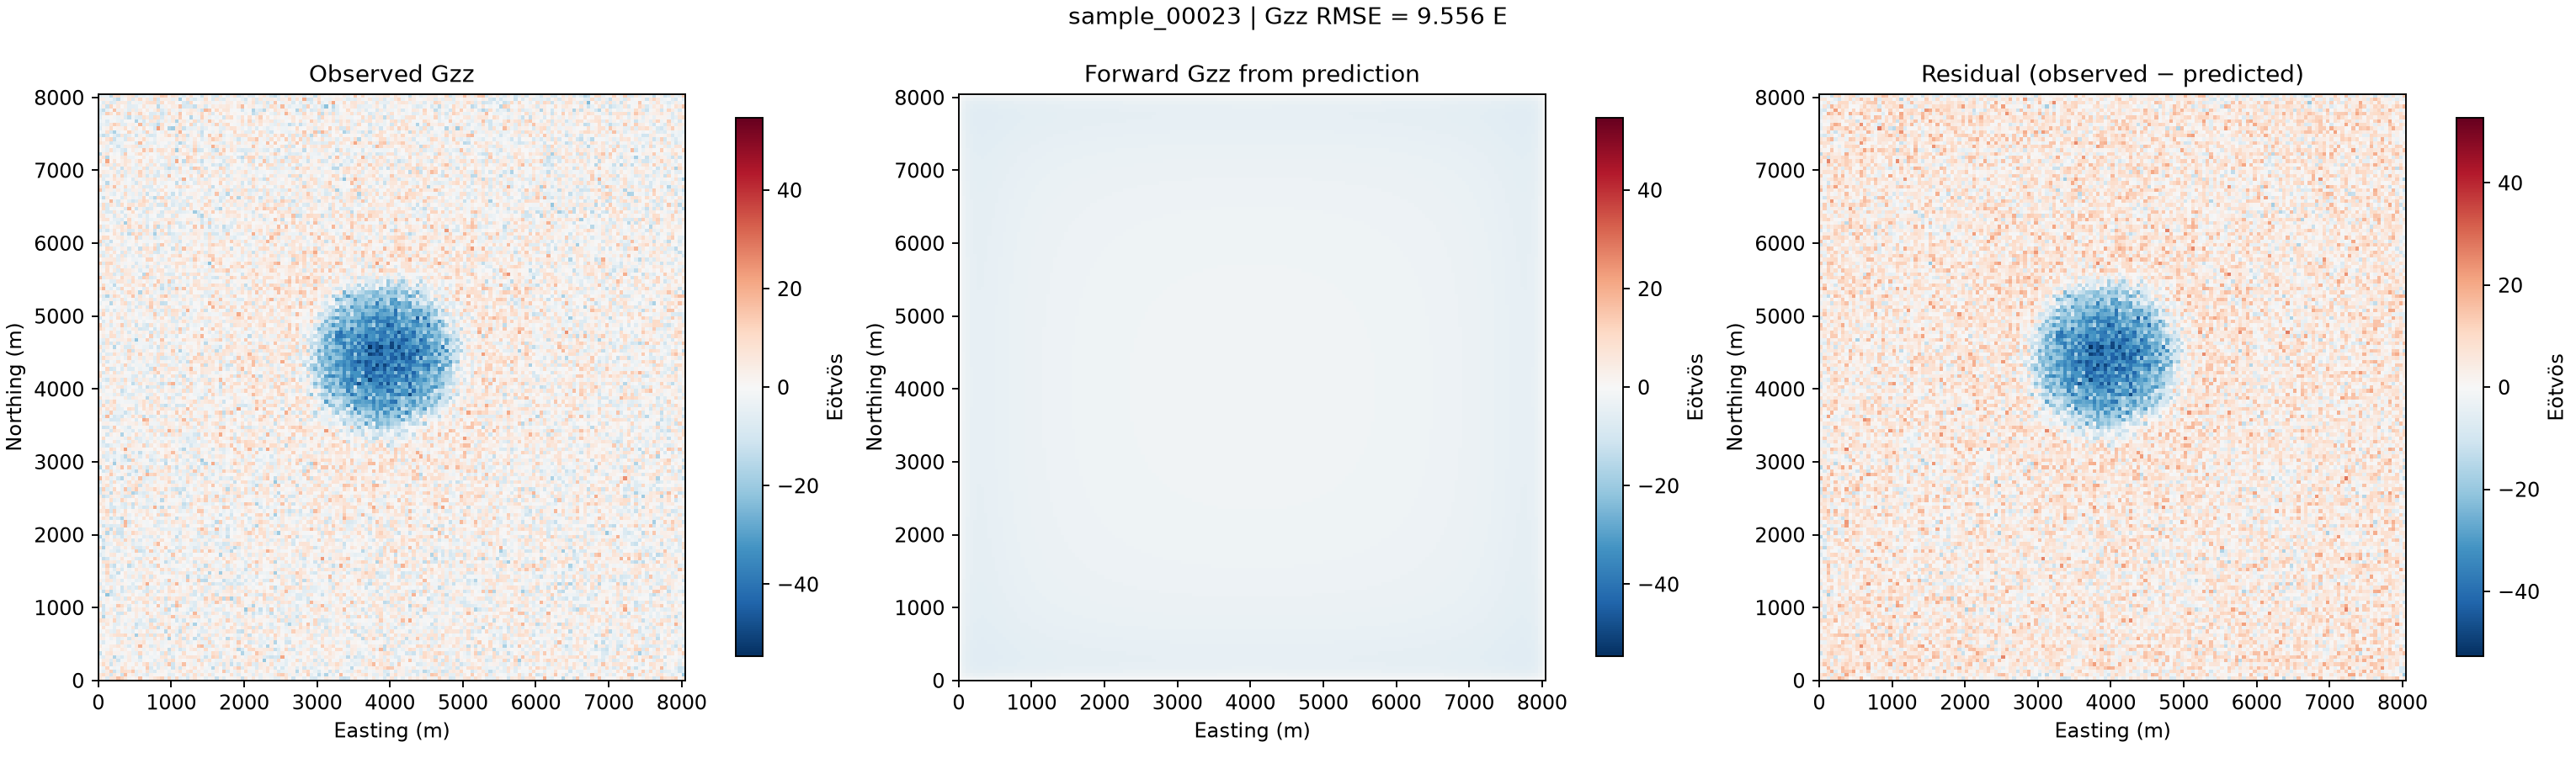 sample_00023 | Gzz RMSE = 9.556 E
Observed Gzz
8000
7000
6000
5000
4000
3000
2000
1000
0
Northing (m)
0 1000 2000 3000 4000 5000 6000 7000 8000
Easting (m)
40
20
0
−20
−40
Eötvös
Forward Gzz from prediction
8000
7000
6000
5000
4000
3000
2000
1000
0
Northing (m)
0 1000 2000 3000 4000 5000 6000 7000 8000
Easting (m)
40
20
0
−20
−40
Eötvös
Residual (observed − predicted)
8000
7000
6000
5000
4000
3000
2000
1000
0
Northing (m)
0 1000 2000 3000 4000 5000 6000 7000 8000
Easting (m)
40
20
0
−20
−40
Eötvös